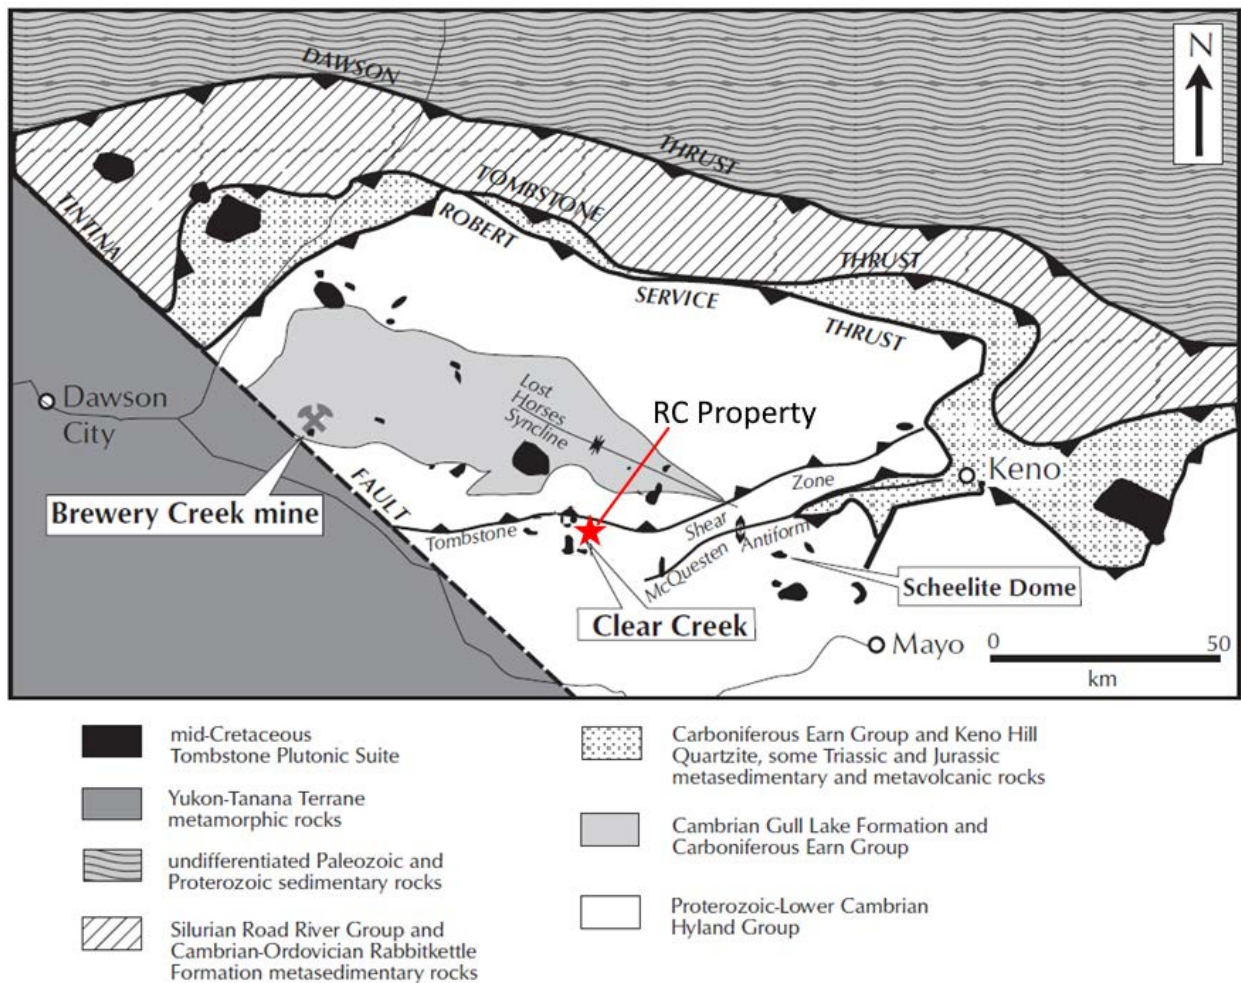 N
DAWSON
THRUST
TOMBSTONE
THRUST
TINTINA
ROBERT
SERVICE
THRUST
Dawson
City
Lost
Horses
Syncline
RC Property
Keno
Zone
Shear
FAULT
Brewery Creek mine
Tombstone
McQuesten
Antiform
Scheelite Dome
Clear Creek
Mayo
0
50
km
mid-Cretaceous
Tombstone Plutonic Suite
Yukon-Tanana Terrane
metamorphic rocks
undifferentiated Paleozoic and
Proterozoic sedimentary rocks
Silurian Road River Group and
Cambrian-Ordovician Rabbitkettle
Formation metasedimentary rocks
Carboniferous Earn Group and Keno Hill
Quartzite, some Triassic and Jurassic
metasedimentary and metavolcanic rocks
Cambrian Gull Lake Formation and
Carboniferous Earn Group
Proterozoic-Lower Cambrian
Hyland Group